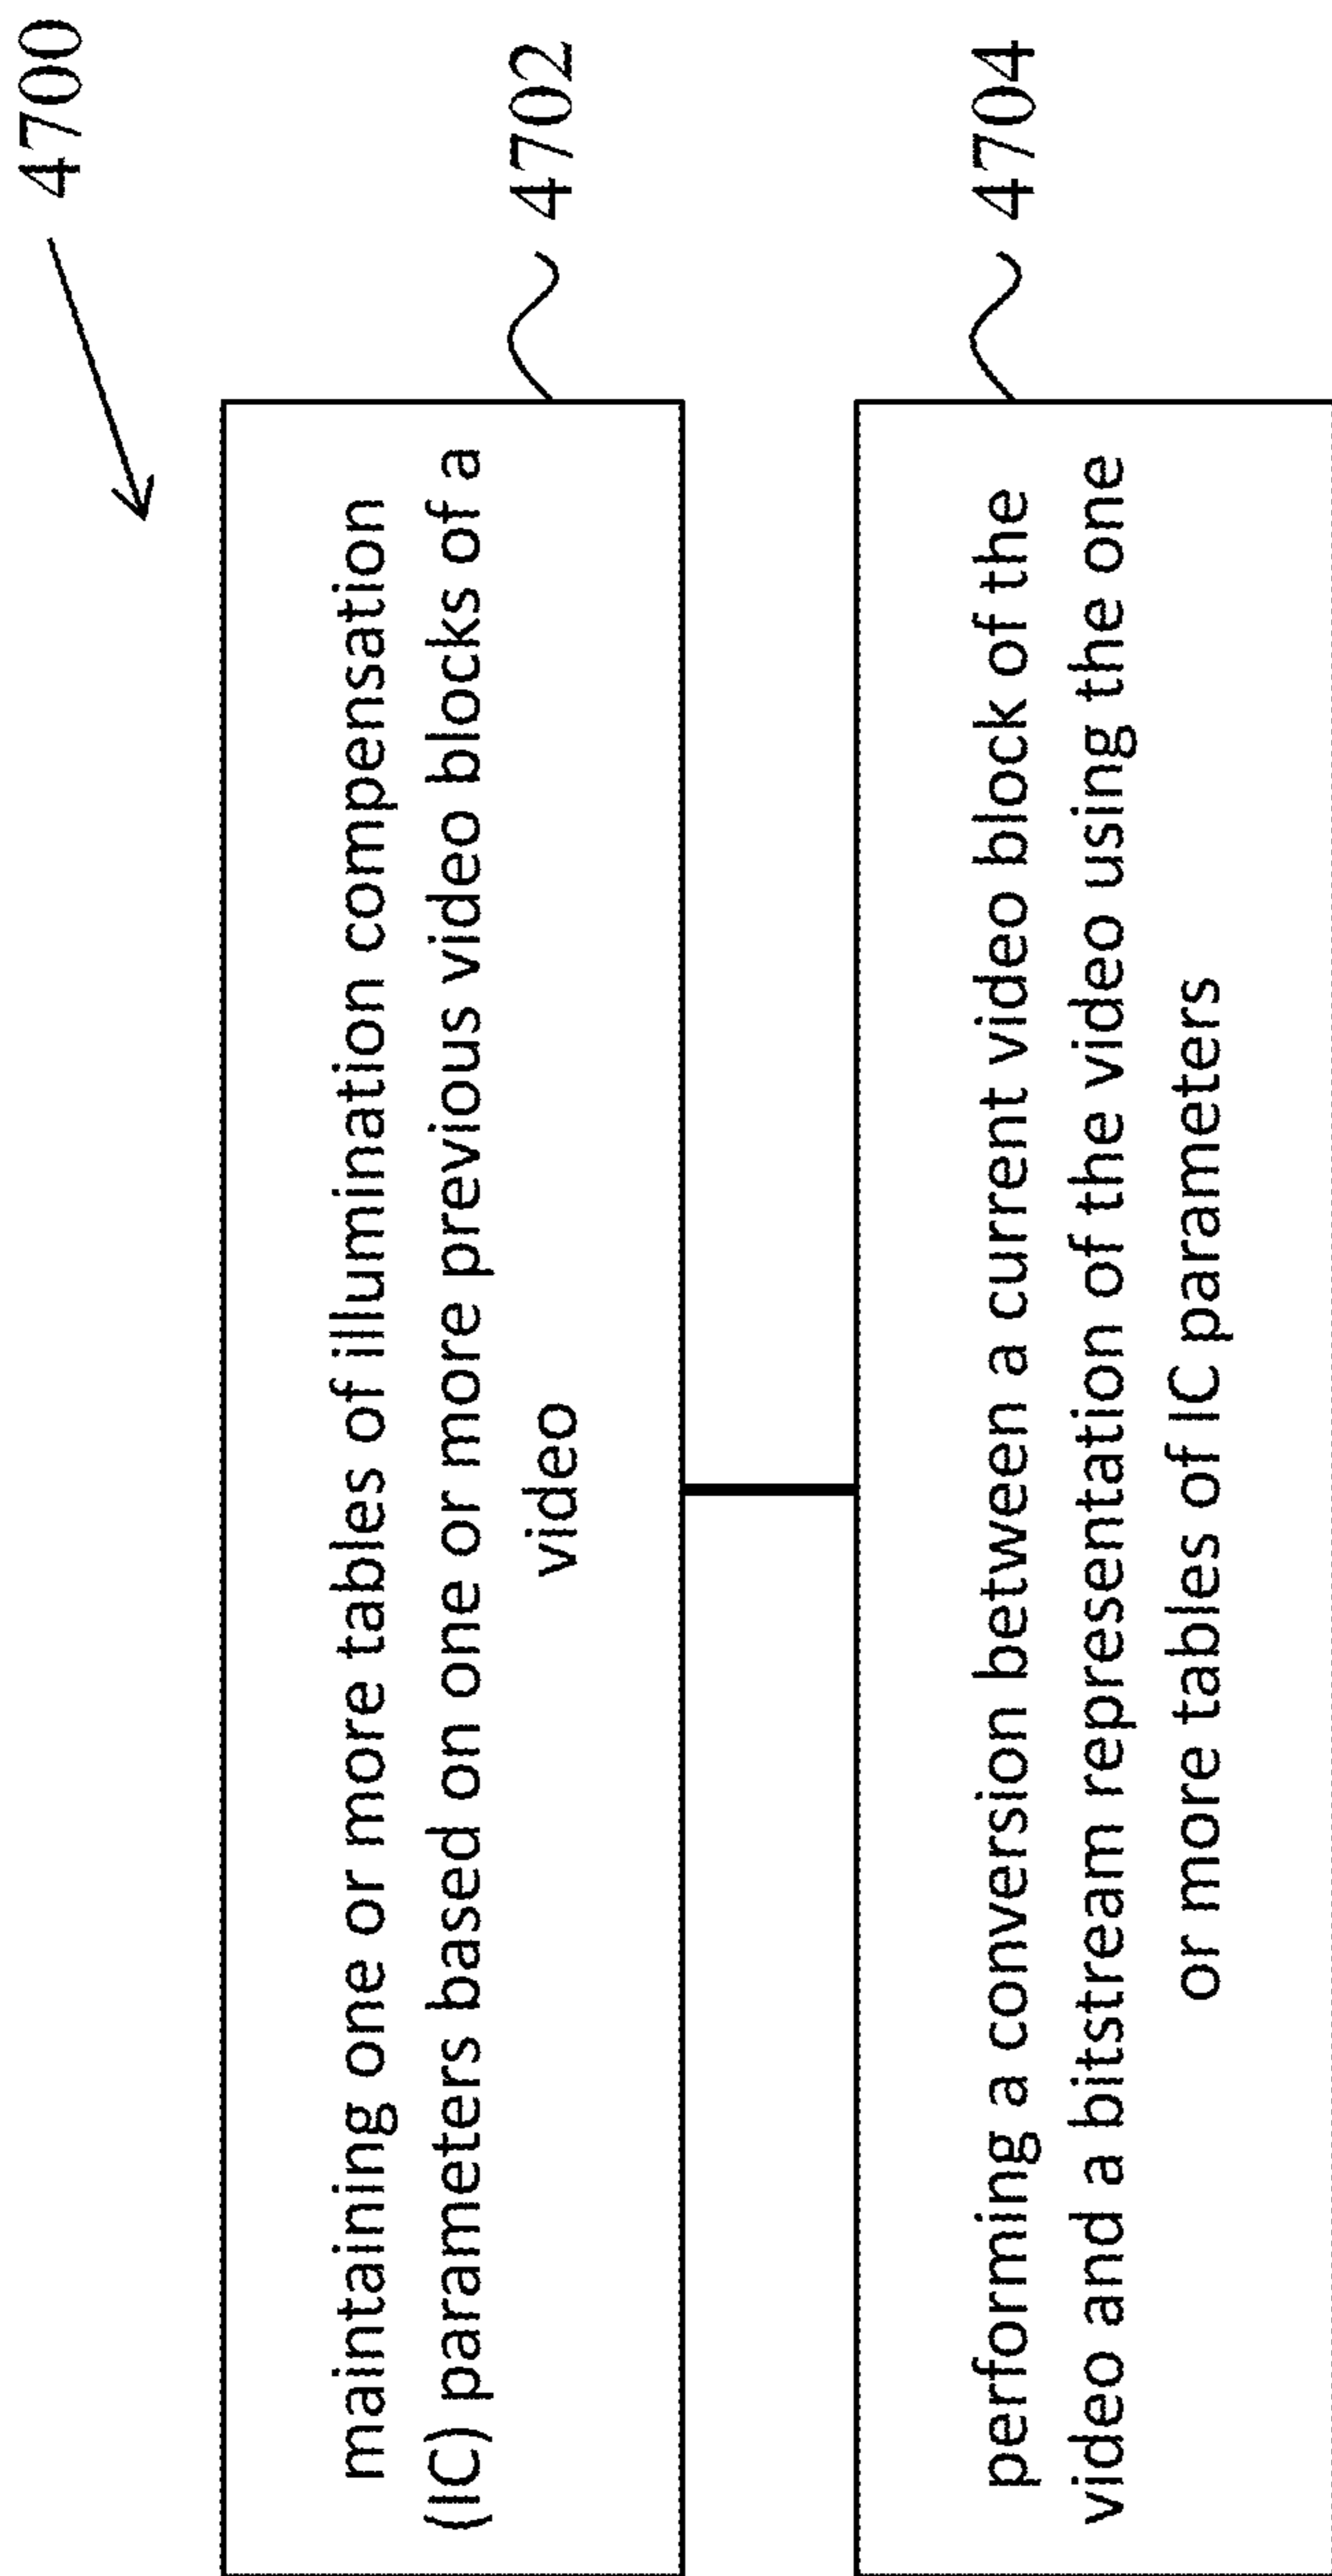 4700
maintaining one or more tables of illumination compensation
(IC) parameters based on one or more previous video blocks of a
video
4702
performing a conversion between a current video block of the
video and a bitstream representation of the video using the one
or more tables of IC parameters
4704